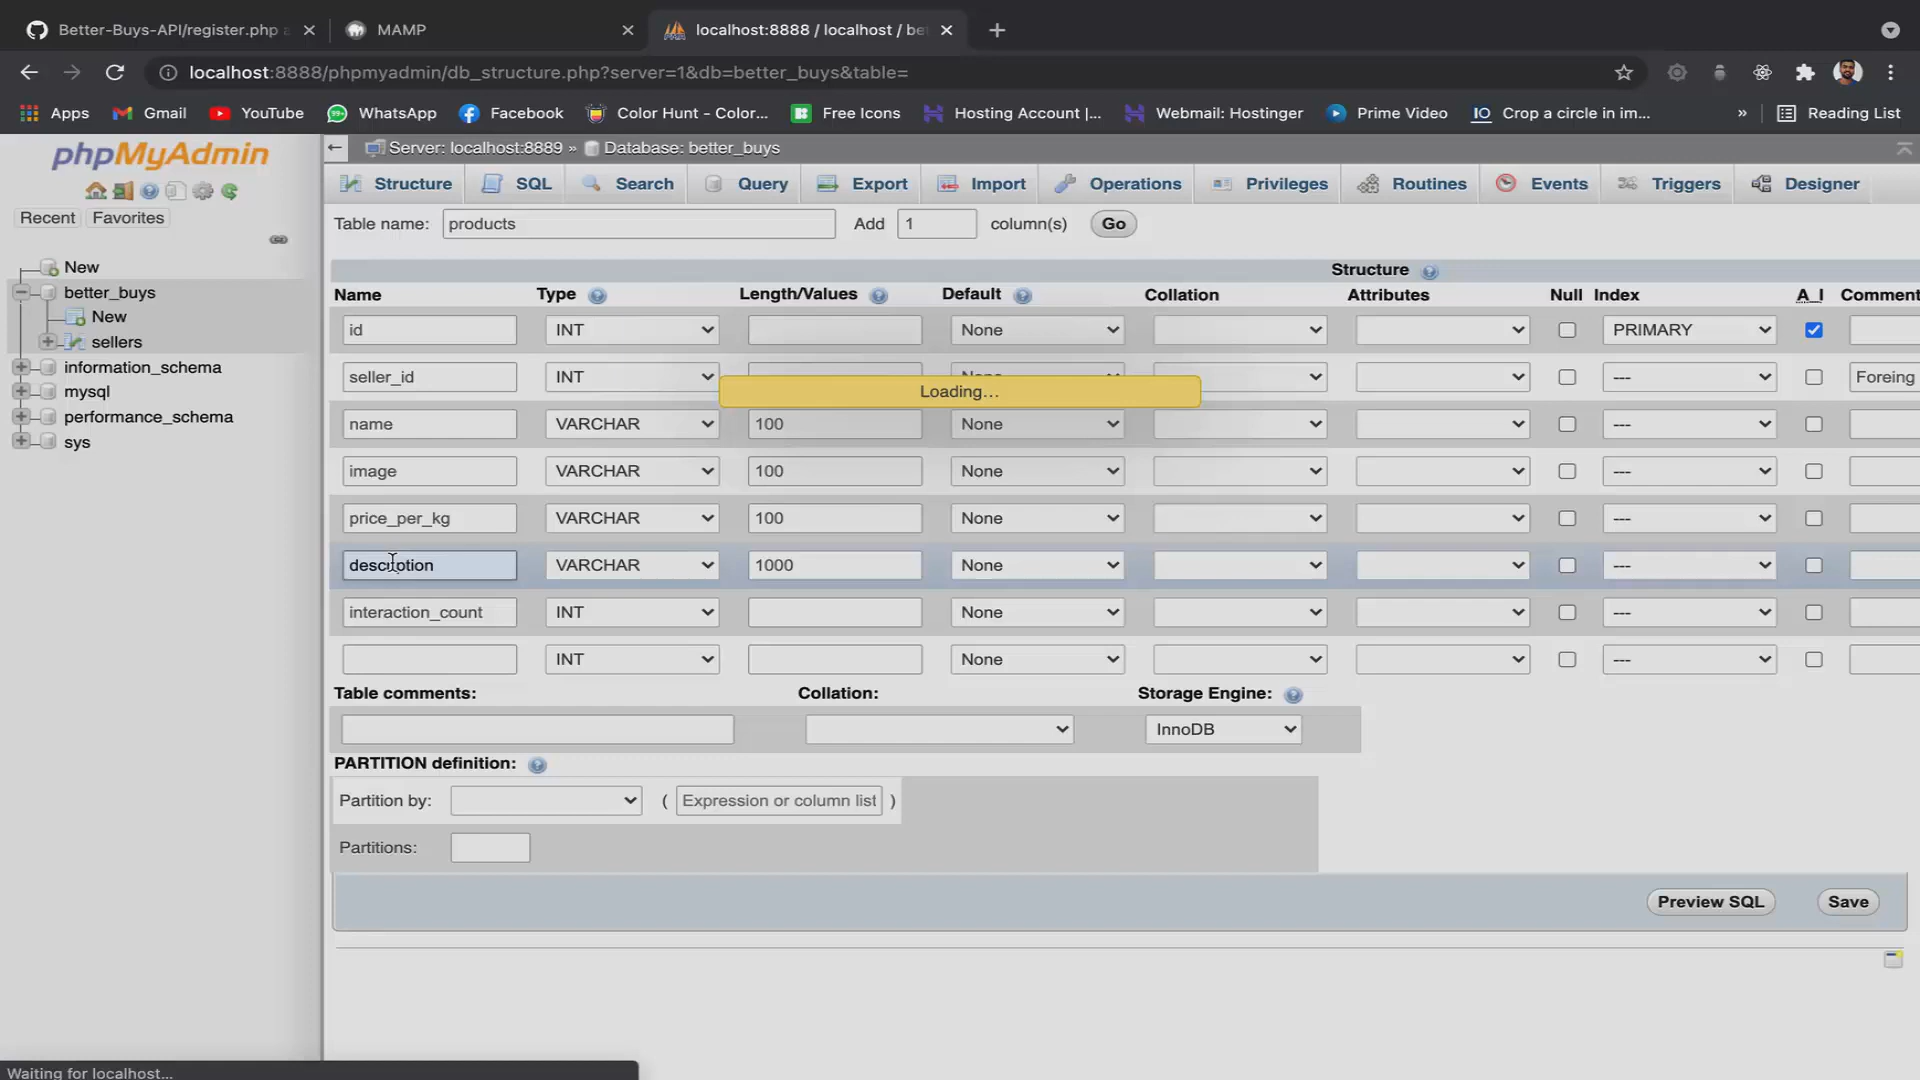 Better-Buys-API/register.php a
MAMP
localhost:8888 / localhost / be
localhost:8888/phpmyadmin/db_structure.php?server=1&db=better_buys&table=
Apps
Gmail
YouTube
WhatsApp
Facebook
Color Hunt - Color...
Free Icons
Hosting Account |...
Webmail: Hostinger
Prime Video
IO Crop a circle in im...
»
Reading List
phpMyAdmin
Recent
Favorites
New
better_buys
New
sellers
information_schema
mysql
performance_schema
sys
Server: localhost:8889 » Database: better_buys
Structure
SQL
Search
Query
Export
Import
Operations
Privileges
Routines
Events
Triggers
Designer
Table name: products Add 1 column(s) Go
Structure
Name Type Length/Values Default Collation Attributes Null Index A_I Comment
id INT None PRIMARY
seller_id INT None --- Foreing
name VARCHAR 100 None ---
image VARCHAR 100 None ---
price_per_kg VARCHAR 100 None ---
VARCHAR 1000 None ---
interaction_count INT None ---
INT None ---
Loading...
Table comments: Collation: Storage Engine:
InnoDB
PARTITION definition:
Partition by: ( Expression or column list )
Partitions:
Preview SQL
Save
Waiting for localhost...